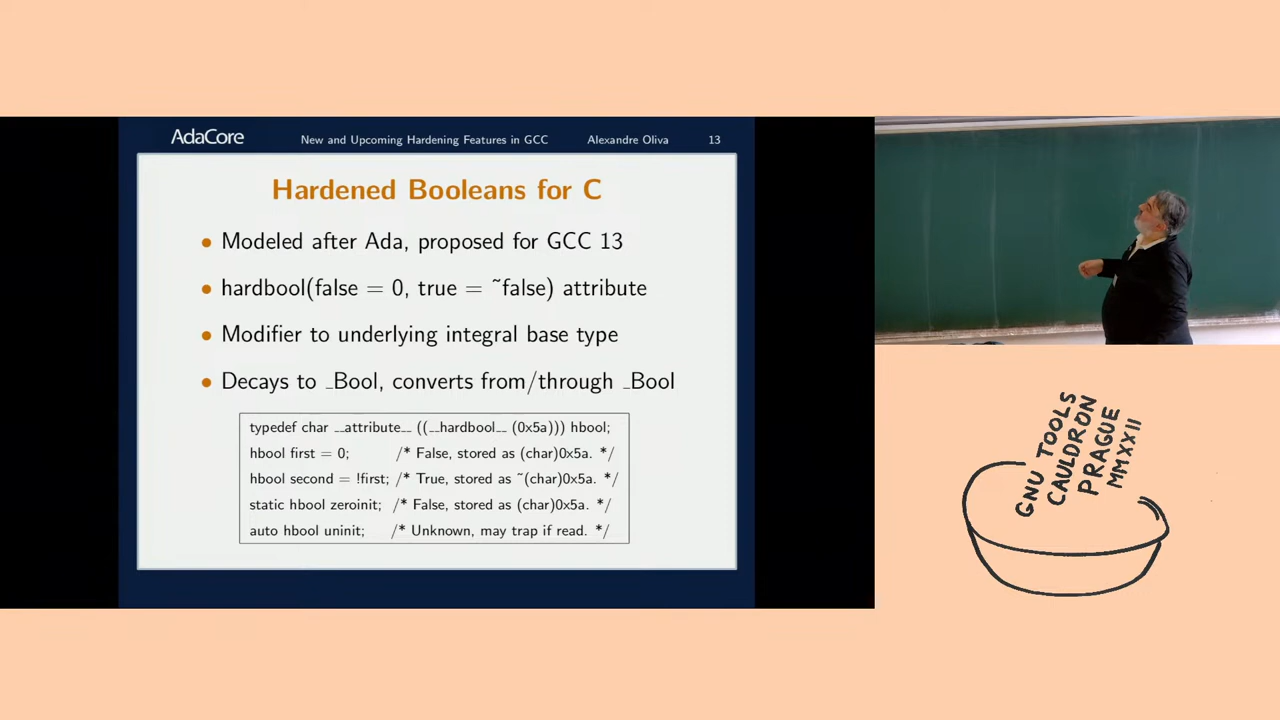 AdaCore
New and Upcoming Hardening Features in GCC Alexandre Oliva 13
Hardened Booleans for C
• Modeled after Ada, proposed for GCC 13
• hardbool(false = 0, true = ~false) attribute
• Modifier to underlying integral base type
• Decays to _Bool, converts from/through _Bool
typedef char __attribute__ ((__hardbool__ (0x5a))) hbool;
hbool first = 0; /* False, stored as (char)0x5a. */
hbool second = !first; /* True, stored as ~(char)0x5a. */
static hbool zeroinit; /* False, stored as (char)0x5a. */
auto hbool uninit; /* Unknown, may trap if read. */
GNU TOOLS
CAULDRON
PRAGUE
MMXXII